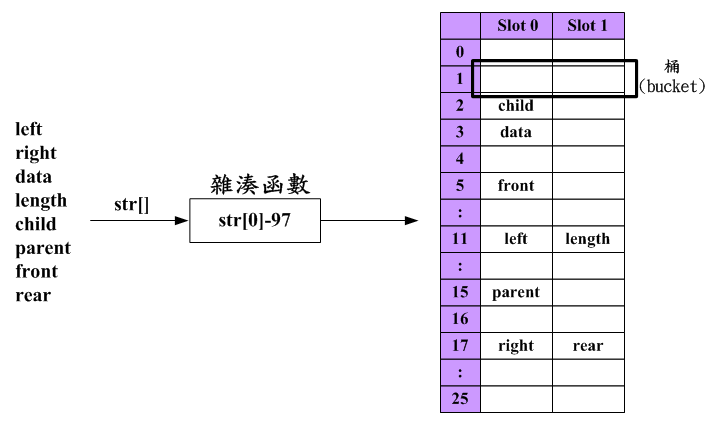 left
right
data
length
child
parent
front
rear
str[]
雜湊函數
str[0]-97
Slot 0 Slot 1
0
1
2 child
3 data
4
5 front
:
11 left length
:
15 parent
16
17 right rear
:
25
桶
(bucket)